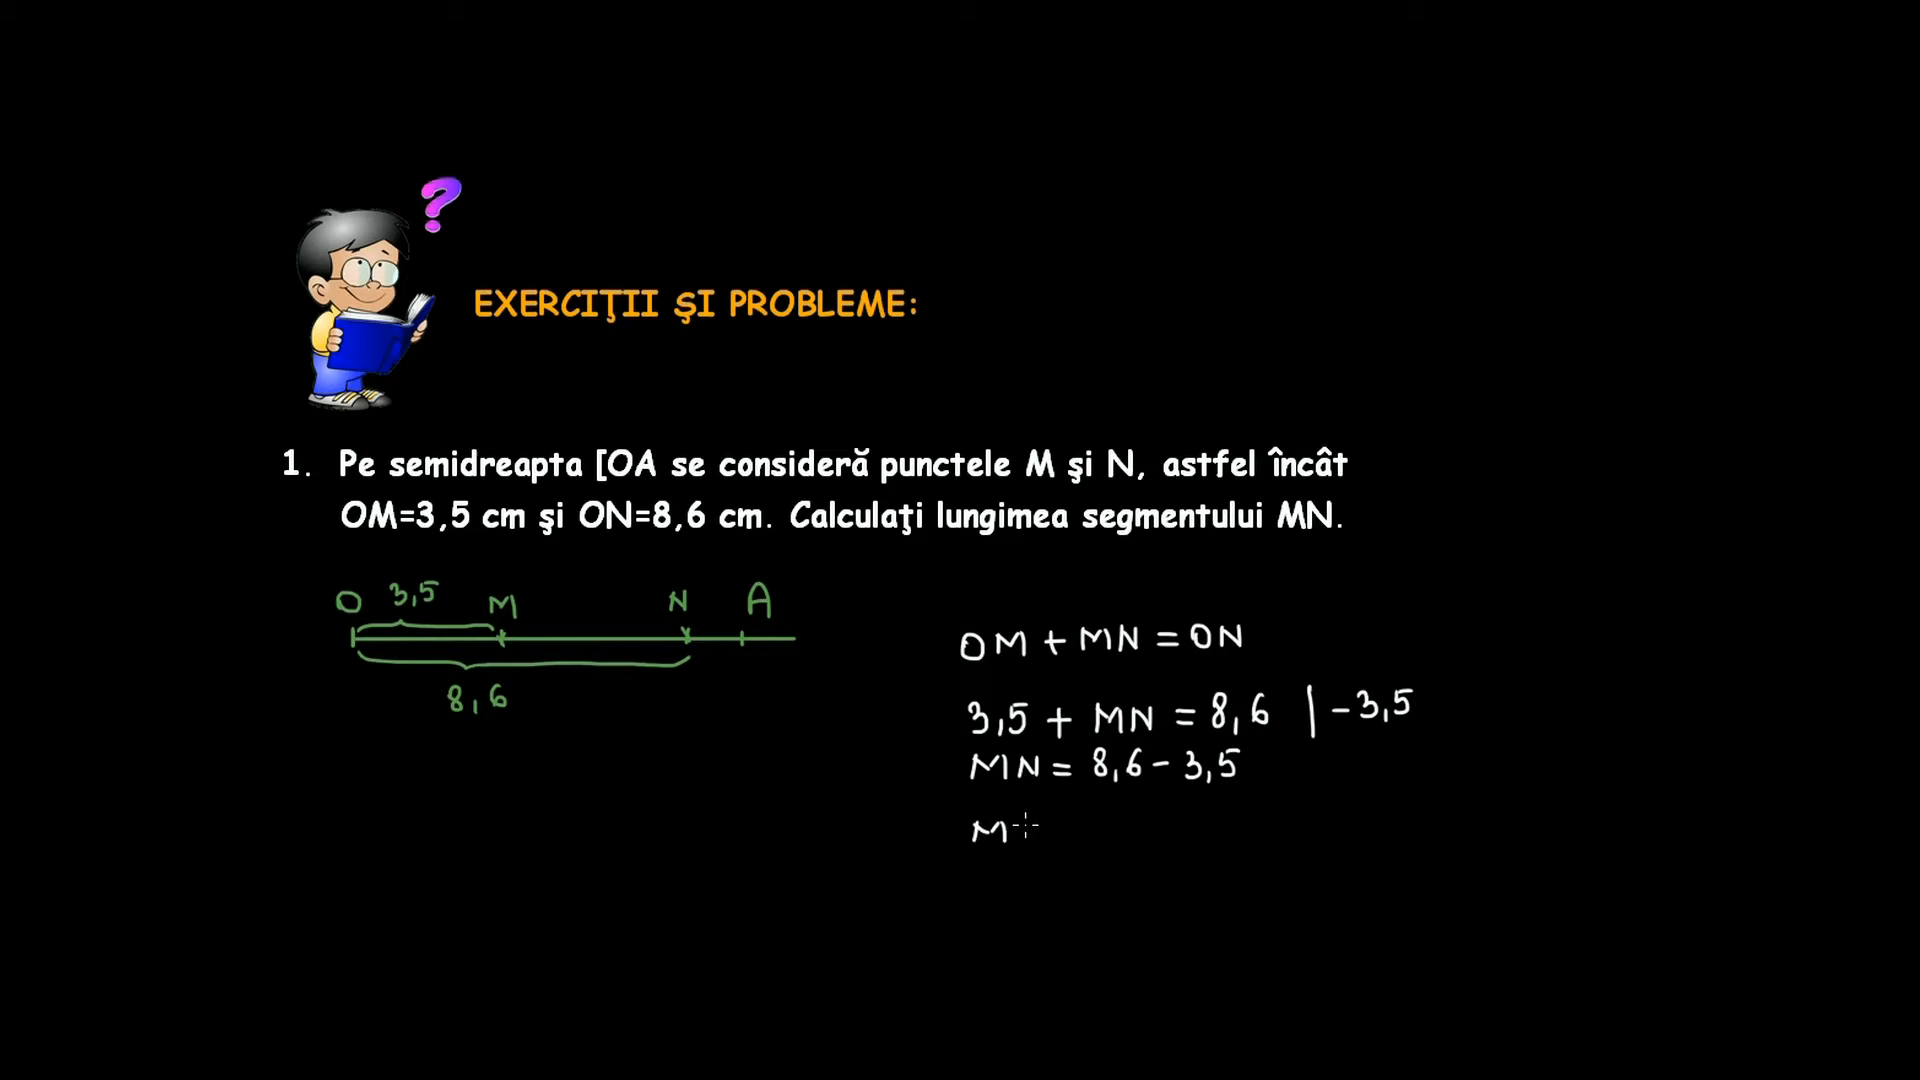 ?
EXERCIŢII ŞI PROBLEME:
1. Pe semidreapta [OA se consideră punctele M şi N, astfel încât
OM=3,5 cm şi ON=8,6 cm. Calculaţi lungimea segmentului MN.
O 3,5 M N A
8,6
OM + MN = ON
3,5 + MN = 8,6 | - 3,5
MN = 8,6 - 3,5
M